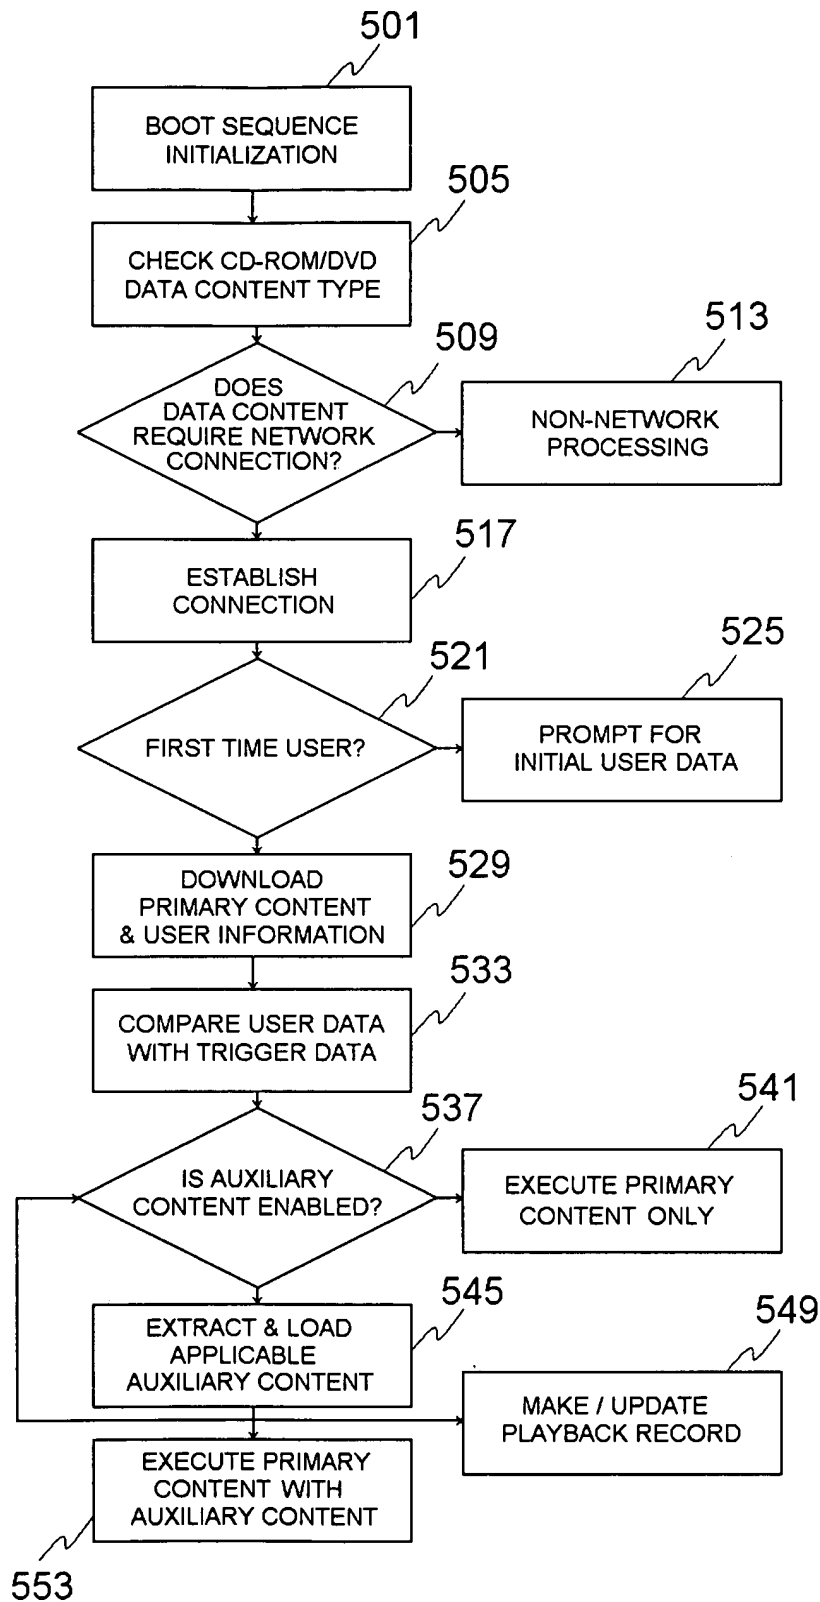 501
BOOT SEQUENCE
INITIALIZATION
505
CHECK CD-ROM/DVD
DATA CONTENT TYPE
509
DOES
DATA CONTENT
REQUIRE NETWORK
CONNECTION?
513
NON-NETWORK
PROCESSING
517
ESTABLISH
CONNECTION
521
FIRST TIME USER?
525
PROMPT FOR
INITIAL USER DATA
529
DOWNLOAD
PRIMARY CONTENT
& USER INFORMATION
533
COMPARE USER DATA
WITH TRIGGER DATA
537
IS AUXILIARY
CONTENT ENABLED?
541
EXECUTE PRIMARY
CONTENT ONLY
545
EXTRACT & LOAD
APPLICABLE
AUXILIARY CONTENT
549
MAKE / UPDATE
PLAYBACK RECORD
EXECUTE PRIMARY
CONTENT WITH
AUXILIARY CONTENT
553